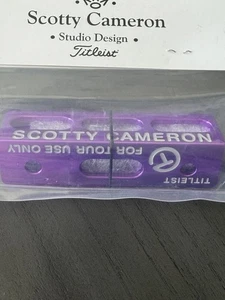 Scotty Cameron
• Studio Design •
Titleist
SCOTTY CAMERON
FOR TOUR USE ONLY
T
TITLEIST